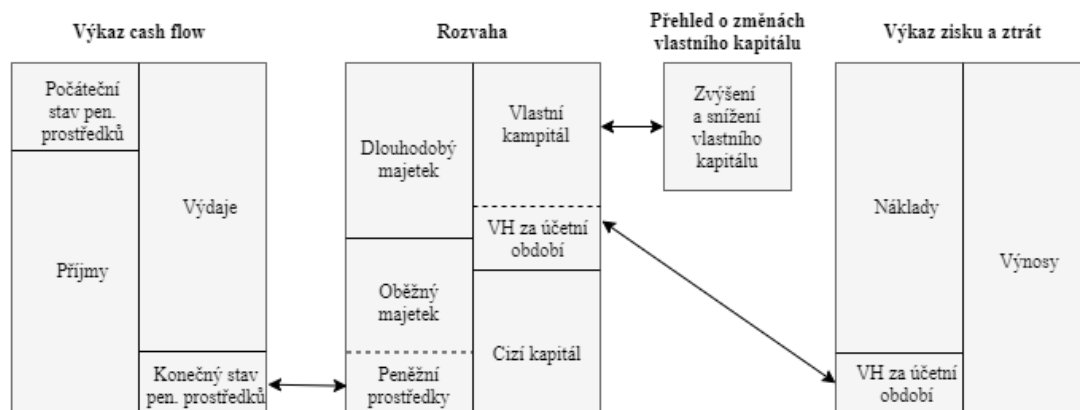 Výkaz cash flow
Rozvaha
Přehled o změnách
vlastního kapitálu
Výkaz zisku a ztrát
Počáteční
stav pen.
prostředků
Příjmy
Výdaje
Konečný stav
pen. prostředků
Dlouhodobý
majetek
Oběžný
majetek
Peněžní
prostředky
Vlastní
kampitál
VH za účetní
období
Cizí kapitál
Zvýšení
a snížení
vlastního
kapitálu
Náklady
VH za účetní
období
Výnosy